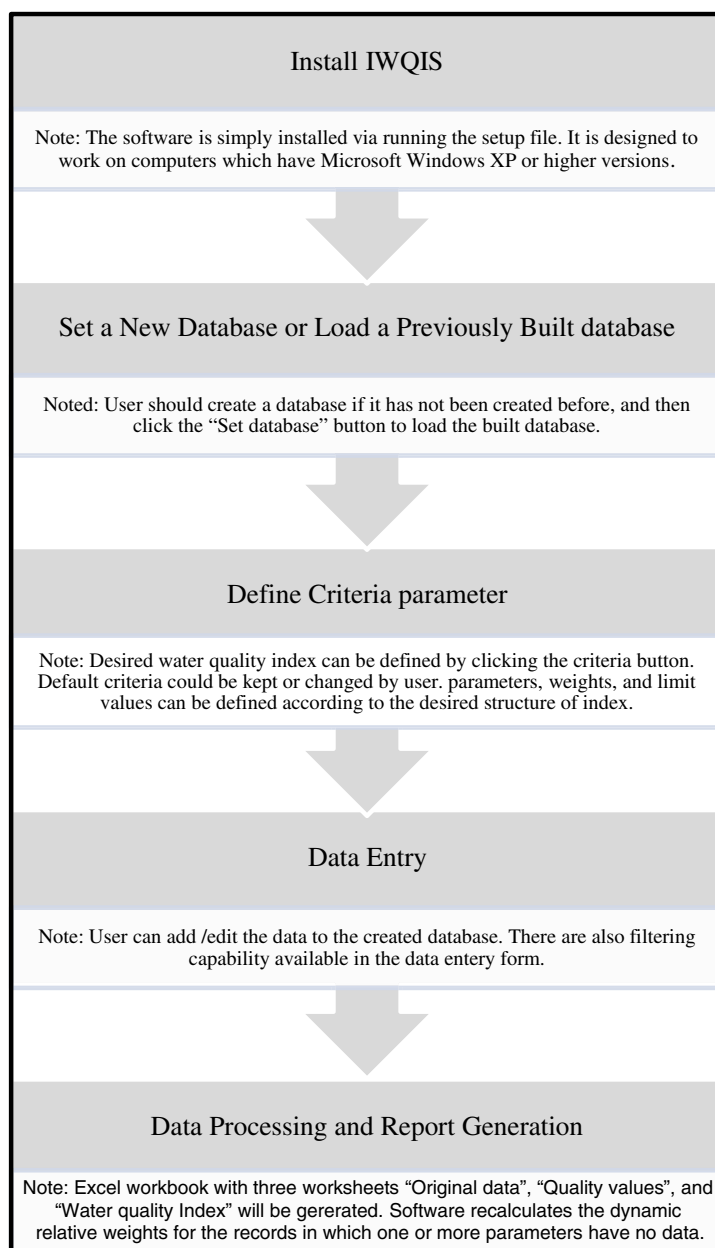 Install IWQIS
Note: The software is simply installed via running the setup file. It is designed to
work on computers which have Microsoft Windows XP or higher versions.
Set a New Database or Load a Previously Built database
Noted: User should create a database if it has not been created before, and then
click the “Set database” button to load the built database.
Define Criteria parameter
Note: Desired water quality index can be defined by clicking the criteria button.
Default criteria could be kept or changed by user. parameters, weights, and limit
values can be defined according to the desired structure of index.
Data Entry
Note: User can add /edit the data to the created database. There are also filtering
capability available in the data entery form.
Data Processing and Report Generation
Note: Excel workbook with three worksheets “Original data”, “Quality values”, and
“Water quality Index” will be gererated. Software recalculates the dynamic
relative weights for the records in which one or more parameters have no data.